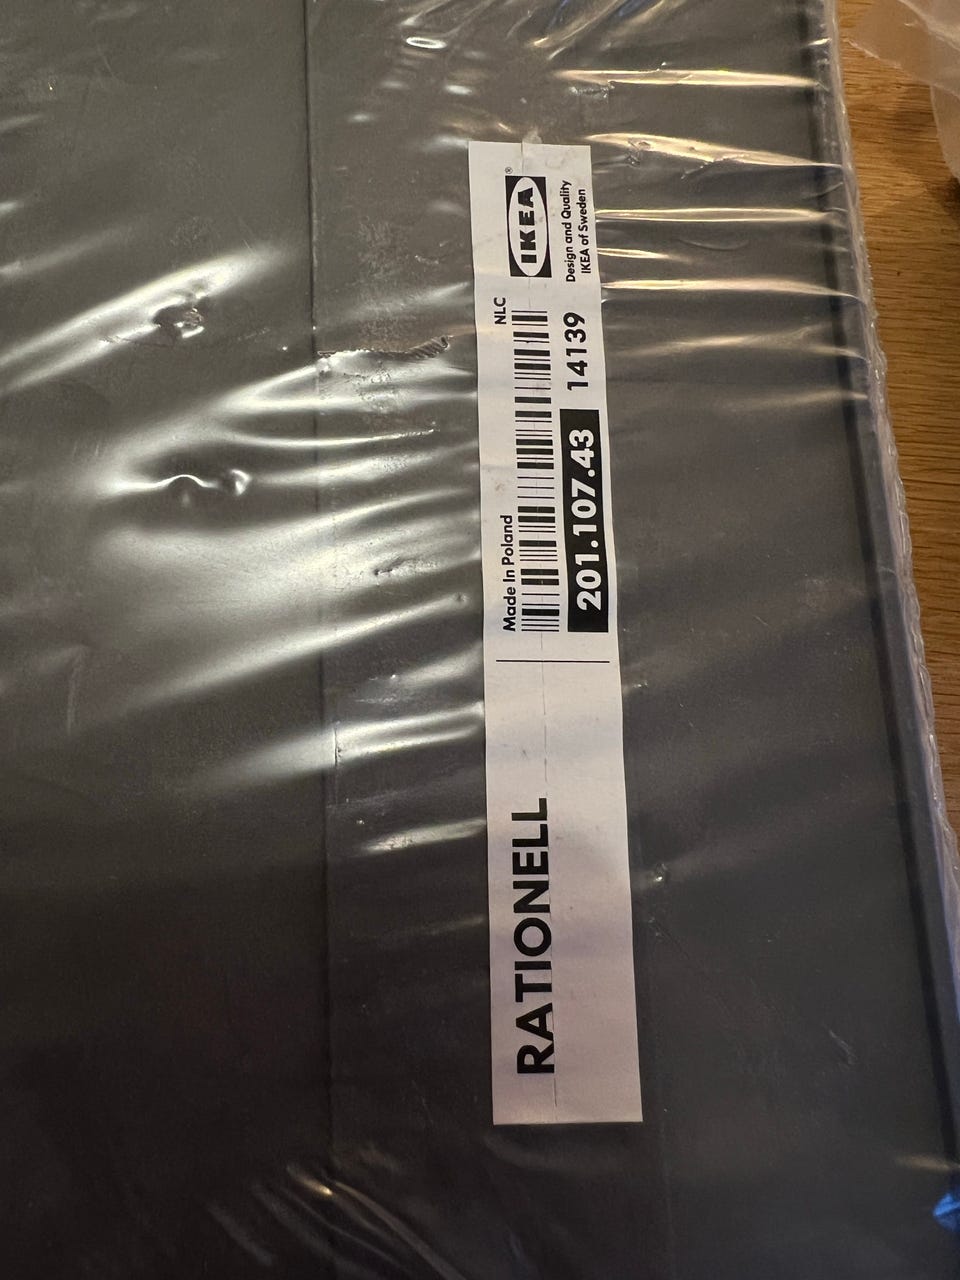 RATIONELL
Made In Poland
NLC
201.107.43
14139
IKEA®
Design and Quality
IKEA of Sweden